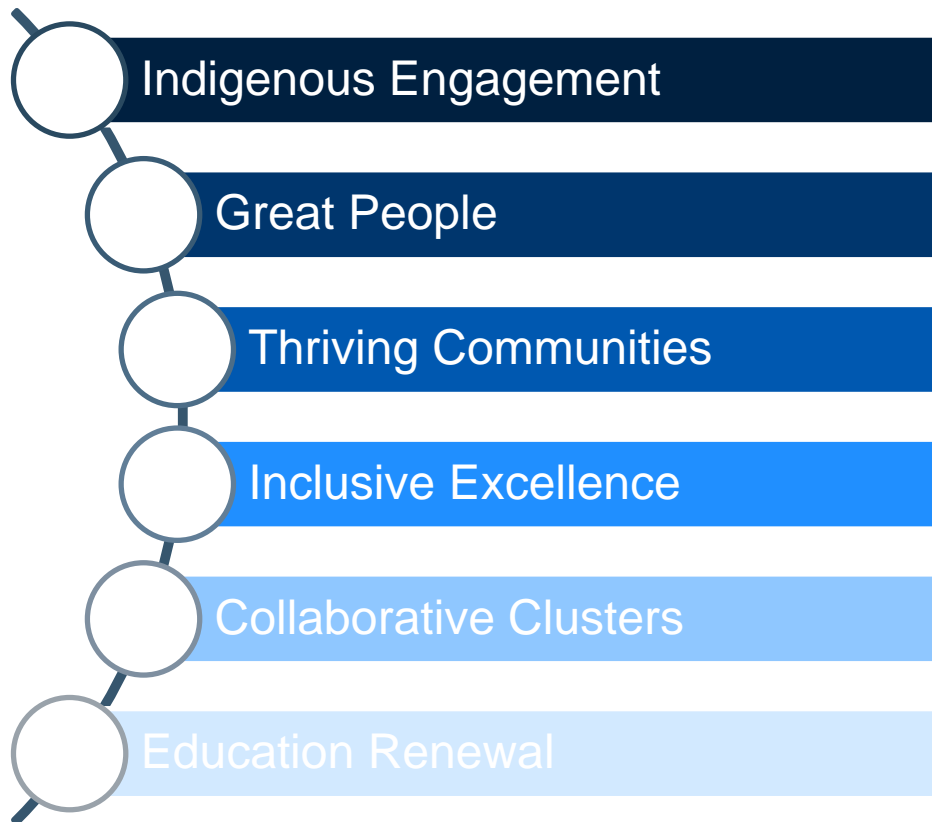 Indigenous Engagement
Great People
Thriving Communities
Inclusive Excellence
Collaborative Clusters
Education Renewal